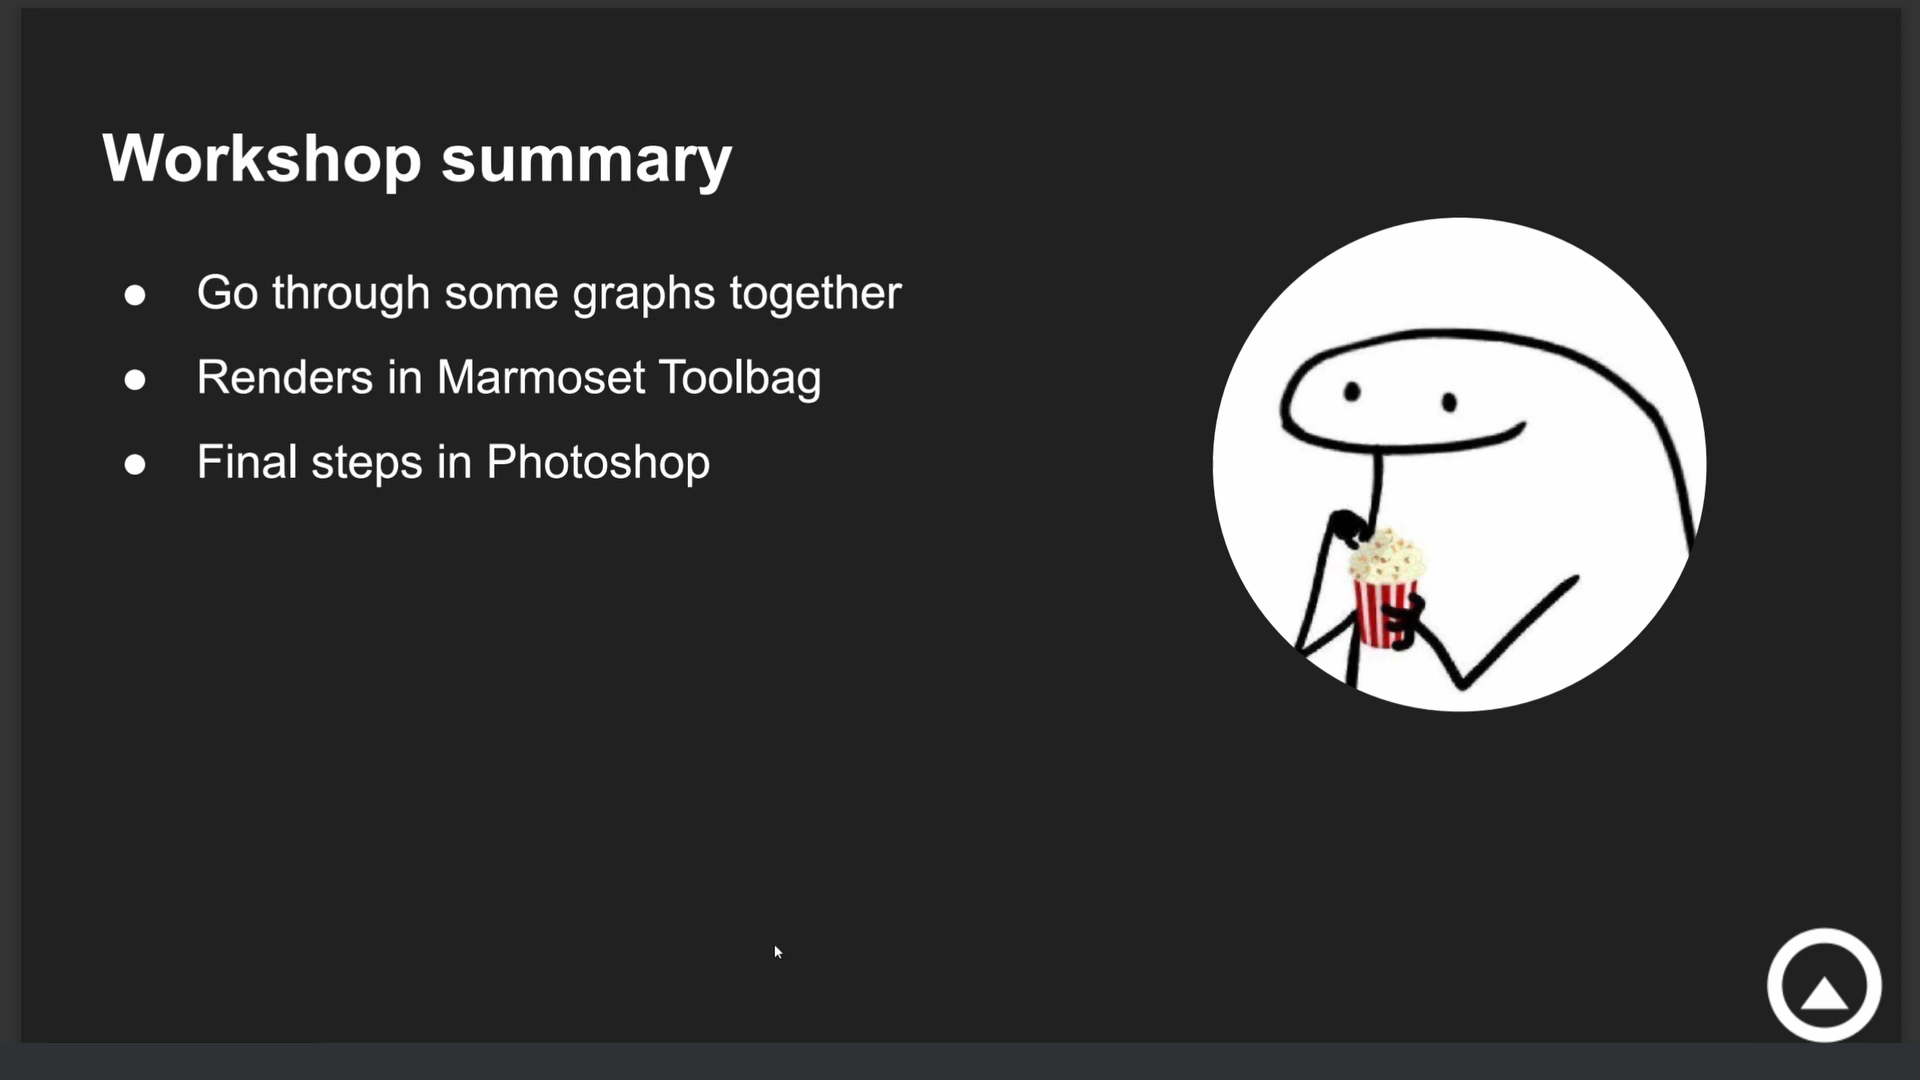 Workshop summary
● Go through some graphs together
● Renders in Marmoset Toolbag
● Final steps in Photoshop